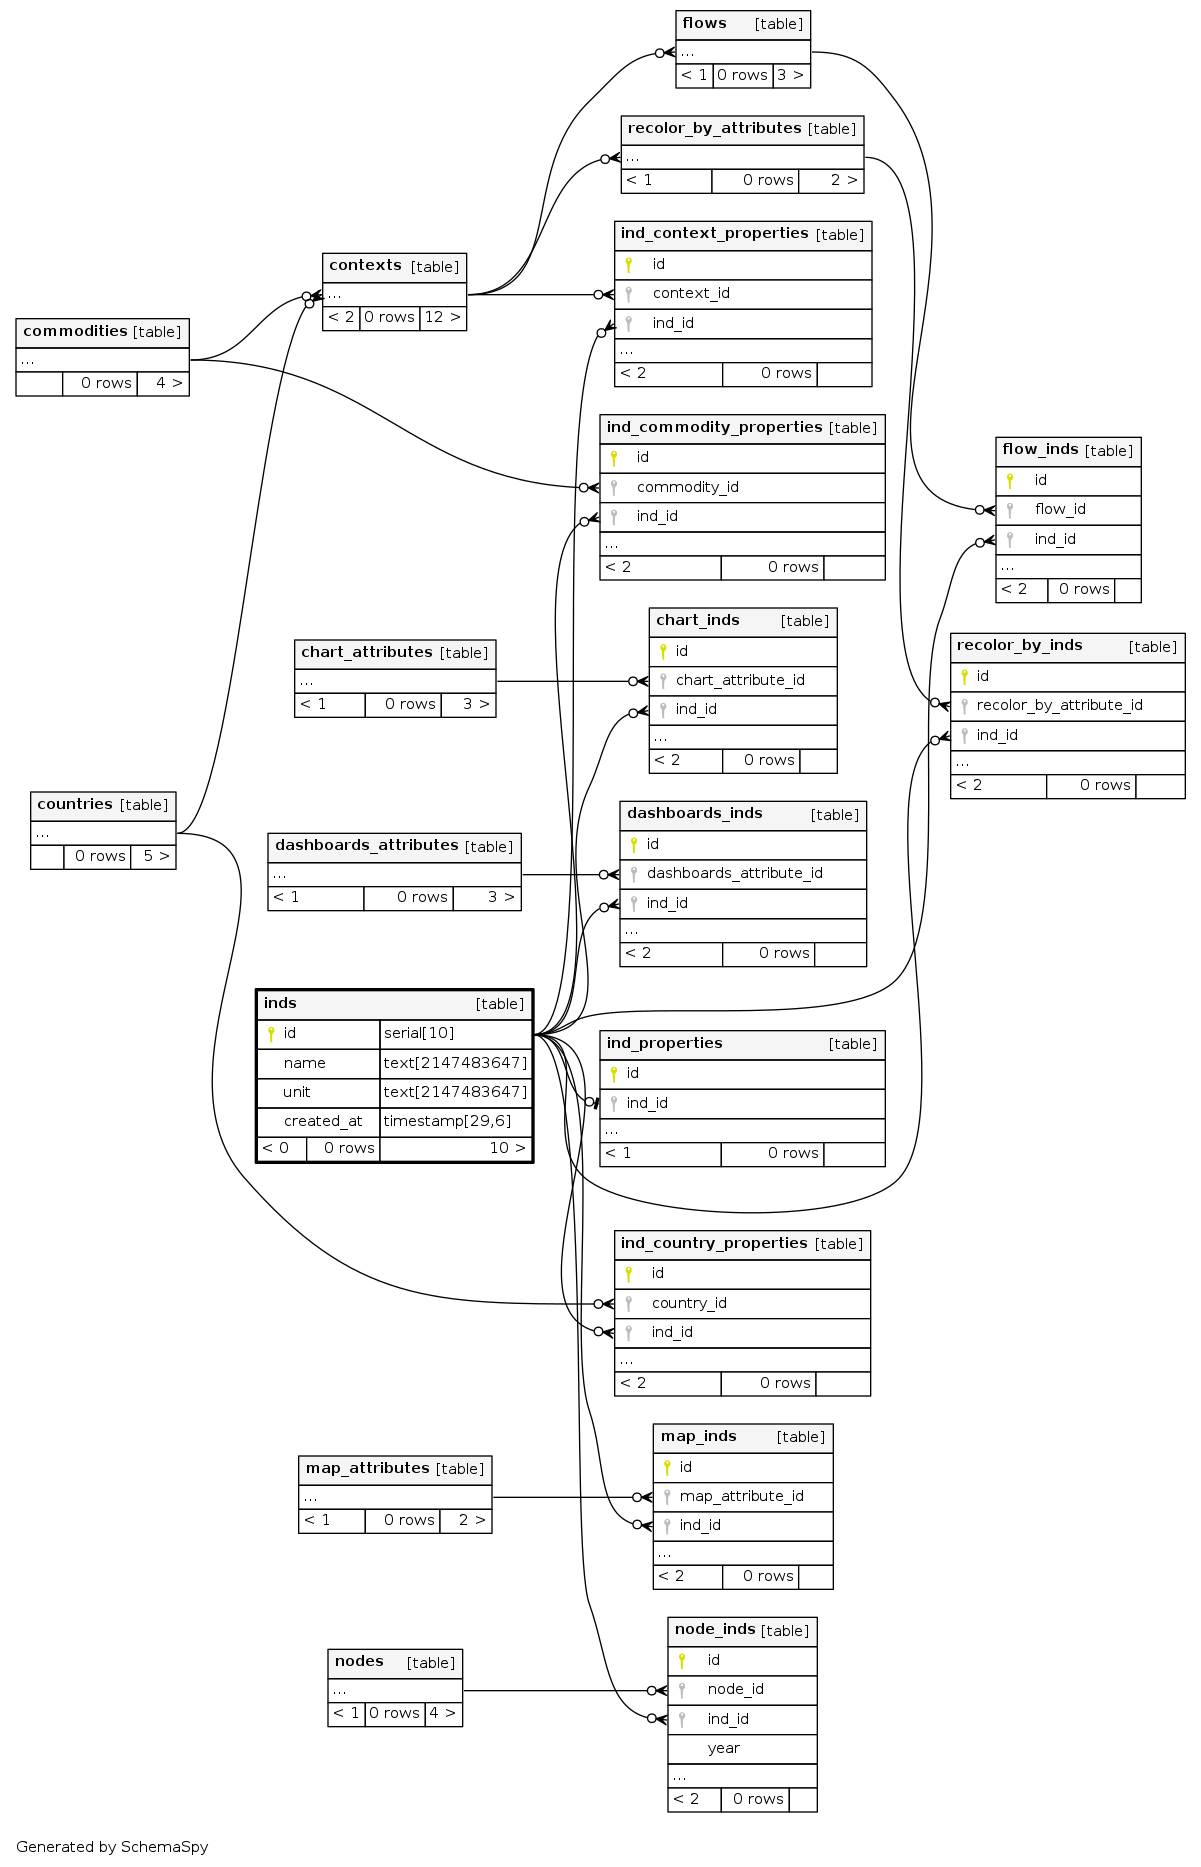 flows [table]
...
< 1 0 rows 3 >
recolor_by_attributes [table]
...
< 1 0 rows 2 >
ind_context_properties [table]
id
context_id
ind_id
...
< 2 0 rows
contexts [table]
...
< 2 0 rows 12 >
commodities [table]
...
0 rows 4 >
ind_commodity_properties [table]
id
commodity_id
ind_id
...
< 2 0 rows
flow_inds [table]
id
flow_id
ind_id
...
< 2 0 rows
chart_inds [table]
id
chart_attribute_id
ind_id
...
< 2 0 rows
chart_attributes [table]
...
< 1 0 rows 3 >
recolor_by_inds [table]
id
recolor_by_attribute_id
ind_id
...
< 2 0 rows
countries [table]
...
0 rows 5 >
dashboards_inds [table]
id
dashboards_attribute_id
ind_id
...
< 2 0 rows
dashboards_attributes [table]
...
< 1 0 rows 3 >
inds [table]
id serial[10]
name text[2147483647]
unit text[2147483647]
created_at timestamp[29,6]
< 0 0 rows 10 >
ind_properties [table]
id
ind_id
...
< 1 0 rows
ind_country_properties [table]
id
country_id
ind_id
...
< 2 0 rows
map_inds [table]
id
map_attribute_id
ind_id
...
< 2 0 rows
map_attributes [table]
...
< 1 0 rows 2 >
node_inds [table]
id
node_id
ind_id
year
...
< 2 0 rows
nodes [table]
...
< 1 0 rows 4 >
Generated by SchemaSpy